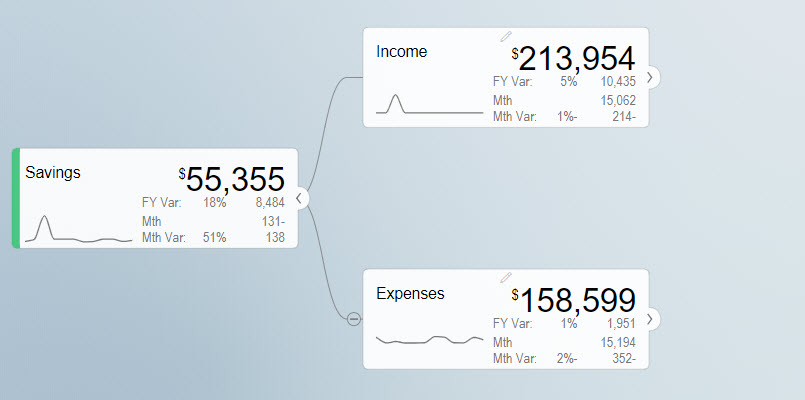 Savings
$55,355
FY Var: 18% 8,484
Mth 131-
Mth Var: 51% 138
Income
$213,954
FY Var: 5% 10,435
Mth 15,062
Mth Var: 1%- 214-
Expenses
$158,599
FY Var: 1% 1,951
Mth 15,194
Mth Var: 2%- 352-